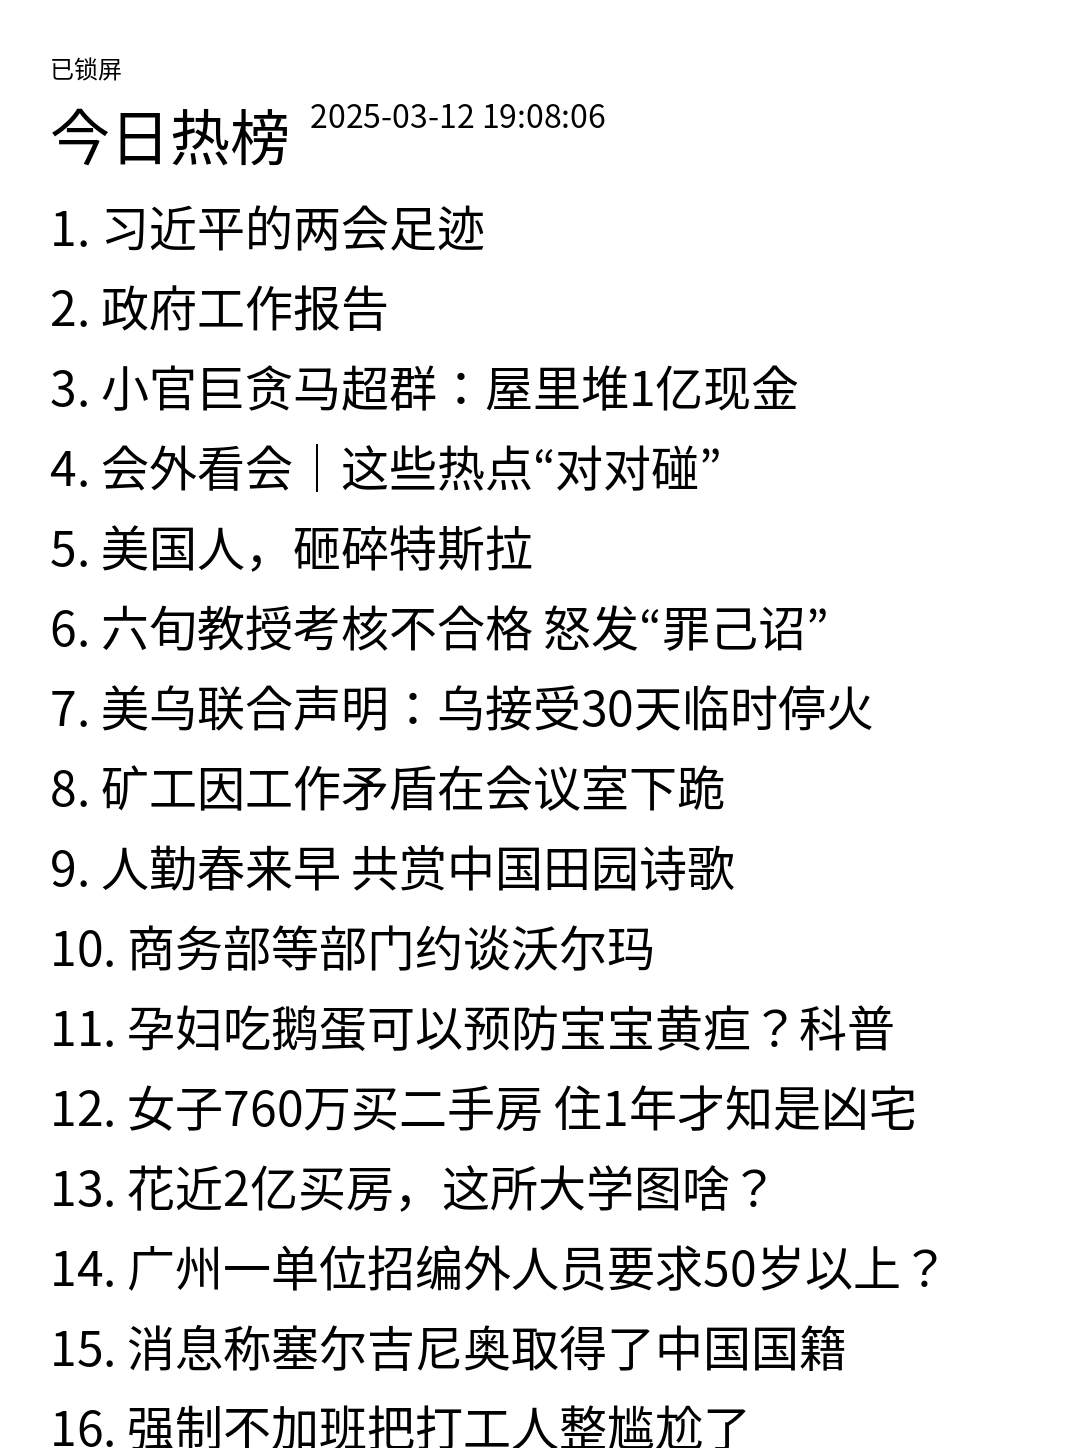 已锁屏
今日热榜 2025-03-12 19:08:06
1. 习近平的两会足迹
2. 政府工作报告
3. 小官巨贪马超群：屋里堆1亿现金
4. 会外看会｜这些热点“对对碰”
5. 美国人，砸碎特斯拉
6. 六旬教授考核不合格 怒发“罪己诏”
7. 美乌联合声明：乌接受30天临时停火
8. 矿工因工作矛盾在会议室下跪
9. 人勤春来早 共赏中国田园诗歌
10. 商务部等部门约谈沃尔玛
11. 孕妇吃鹅蛋可以预防宝宝黄疸？科普
12. 女子760万买二手房 住1年才知是凶宅
13. 花近2亿买房，这所大学图啥？
14. 广州一单位招编外人员要求50岁以上？
15. 消息称塞尔吉尼奥取得了中国国籍
16. 强制不加班把打工人整尴尬了